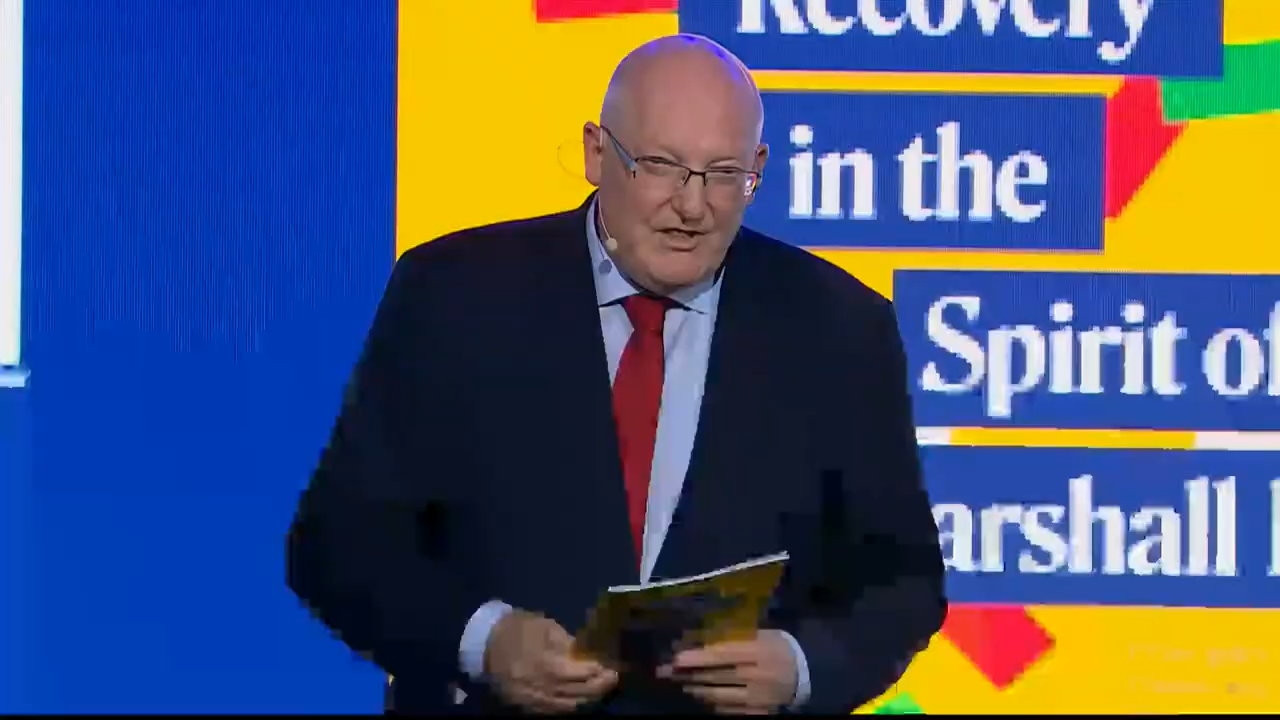 Recovery
in the
Spirit of
arshall